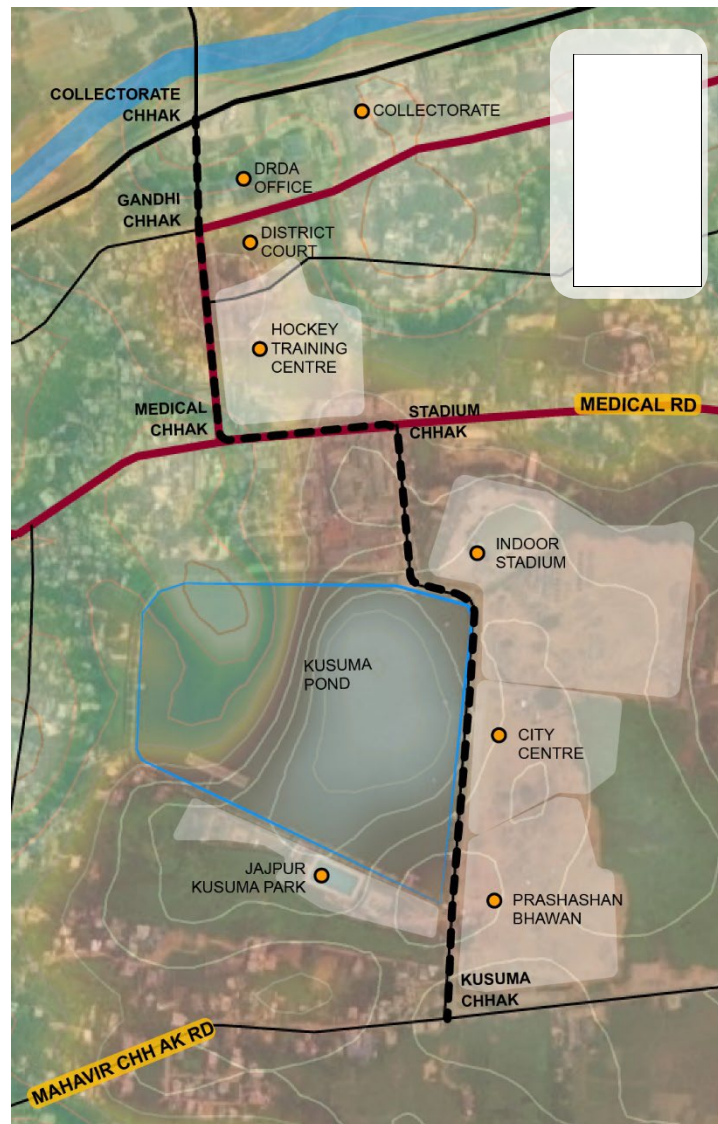 COLLECTORATE
CHHAK
COLLECTORATE
DRDA
OFFICE
GANDHI
CHHAK
DISTRICT
COURT
HOCKEY
TRAINING
CENTRE
MEDICAL
CHHAK
STADIUM
CHHAK
MEDICAL RD
INDOOR
STADIUM
KUSUMA
POND
CITY
CENTRE
JAJPUR
KUSUMA PARK
PRASHASHAN
BHAWAN
KUSUMA
CHHAK
MAHAVIR CHH AK RD